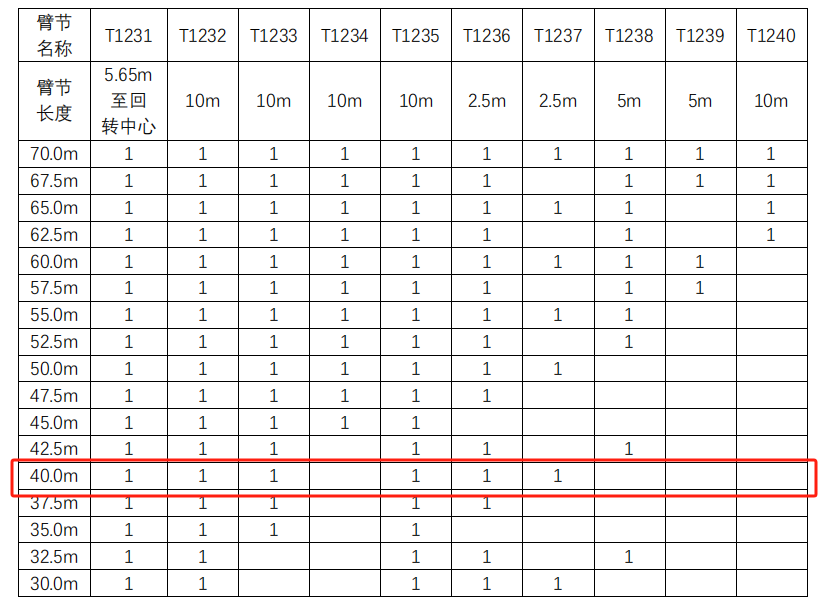 臂节名称 T1231 T1232 T1233 T1234 T1235 T1236 T1237 T1238 T1239 T1240
臂节长度 5.65m至回转中心 10m 10m 10m 10m 2.5m 2.5m 5m 5m 10m
70.0m 1 1 1 1 1 1 1 1 1 1
67.5m 1 1 1 1 1 1 1 1 1
65.0m 1 1 1 1 1 1 1 1 1
62.5m 1 1 1 1 1 1 1 1
60.0m 1 1 1 1 1 1 1 1 1
57.5m 1 1 1 1 1 1 1 1
55.0m 1 1 1 1 1 1 1 1
52.5m 1 1 1 1 1 1 1
50.0m 1 1 1 1 1 1 1
47.5m 1 1 1 1 1 1
45.0m 1 1 1 1 1
42.5m 1 1 1 1 1 1
40.0m 1 1 1 1 1 1
37.5m 1 1 1 1 1
35.0m 1 1 1 1
32.5m 1 1 1 1 1
30.0m 1 1 1 1 1